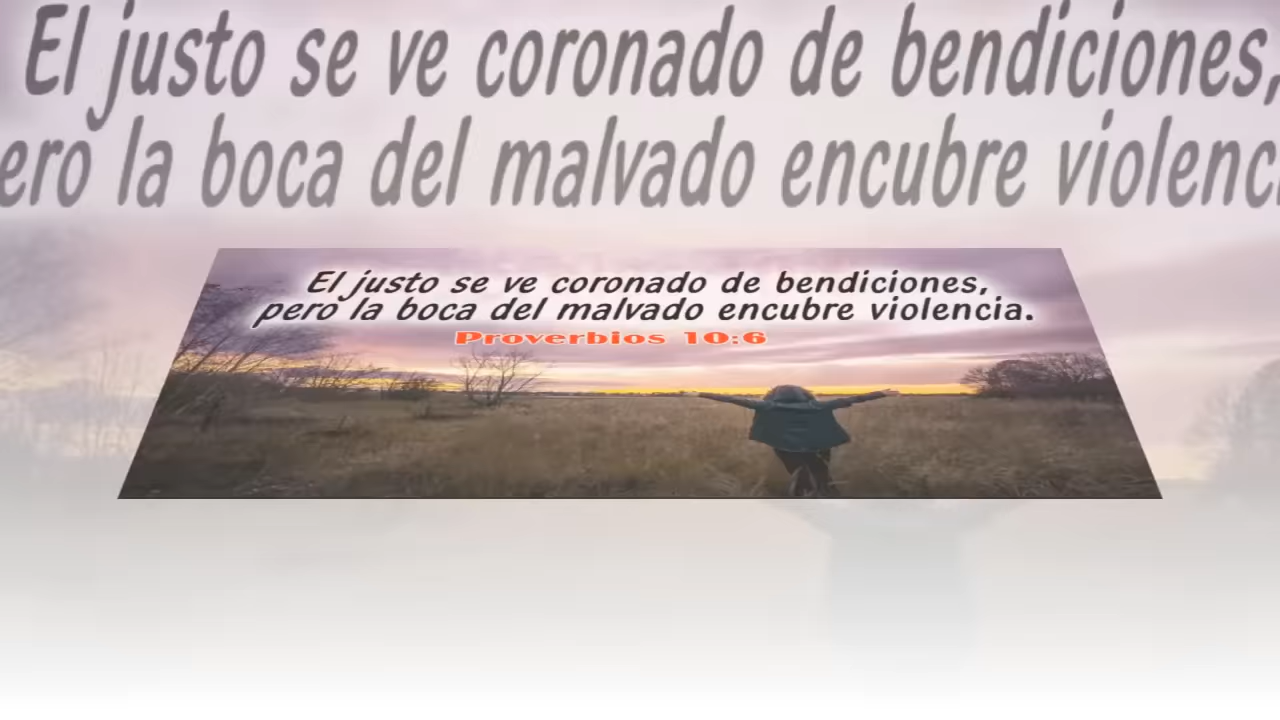 El justo se ve coronado de bendiciones,
ero la boca del malvado encubre violenci
El justo se ve coronado de bendiciones,
pero la boca del malvado encubre violencia.
Proverbios 10:6